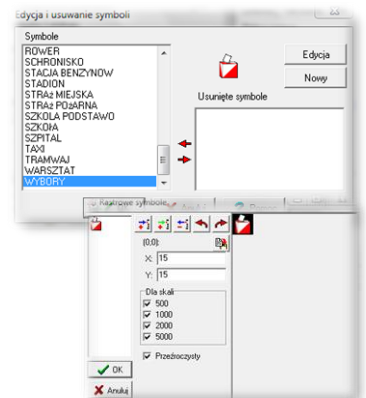 Edycja i usuwanie symboli
Symbole
ROWER
SCHRONISKO
STACJA BENZYNOW
STADION
STRAż MIEJSKA
STRAż POżARNA
SZKOLA PODSTAWO
SZKOłA
SZPITAL
TAXI
TRAMWAJ
WARSZTAT
WYBORY
Edycja
Nowy
Usunięte symbole
Rastrowe symbole
(0;0):
X: 15
Y: 15
Dla skali
500
1000
2000
5000
Przeźroczysty
OK
Anuluj